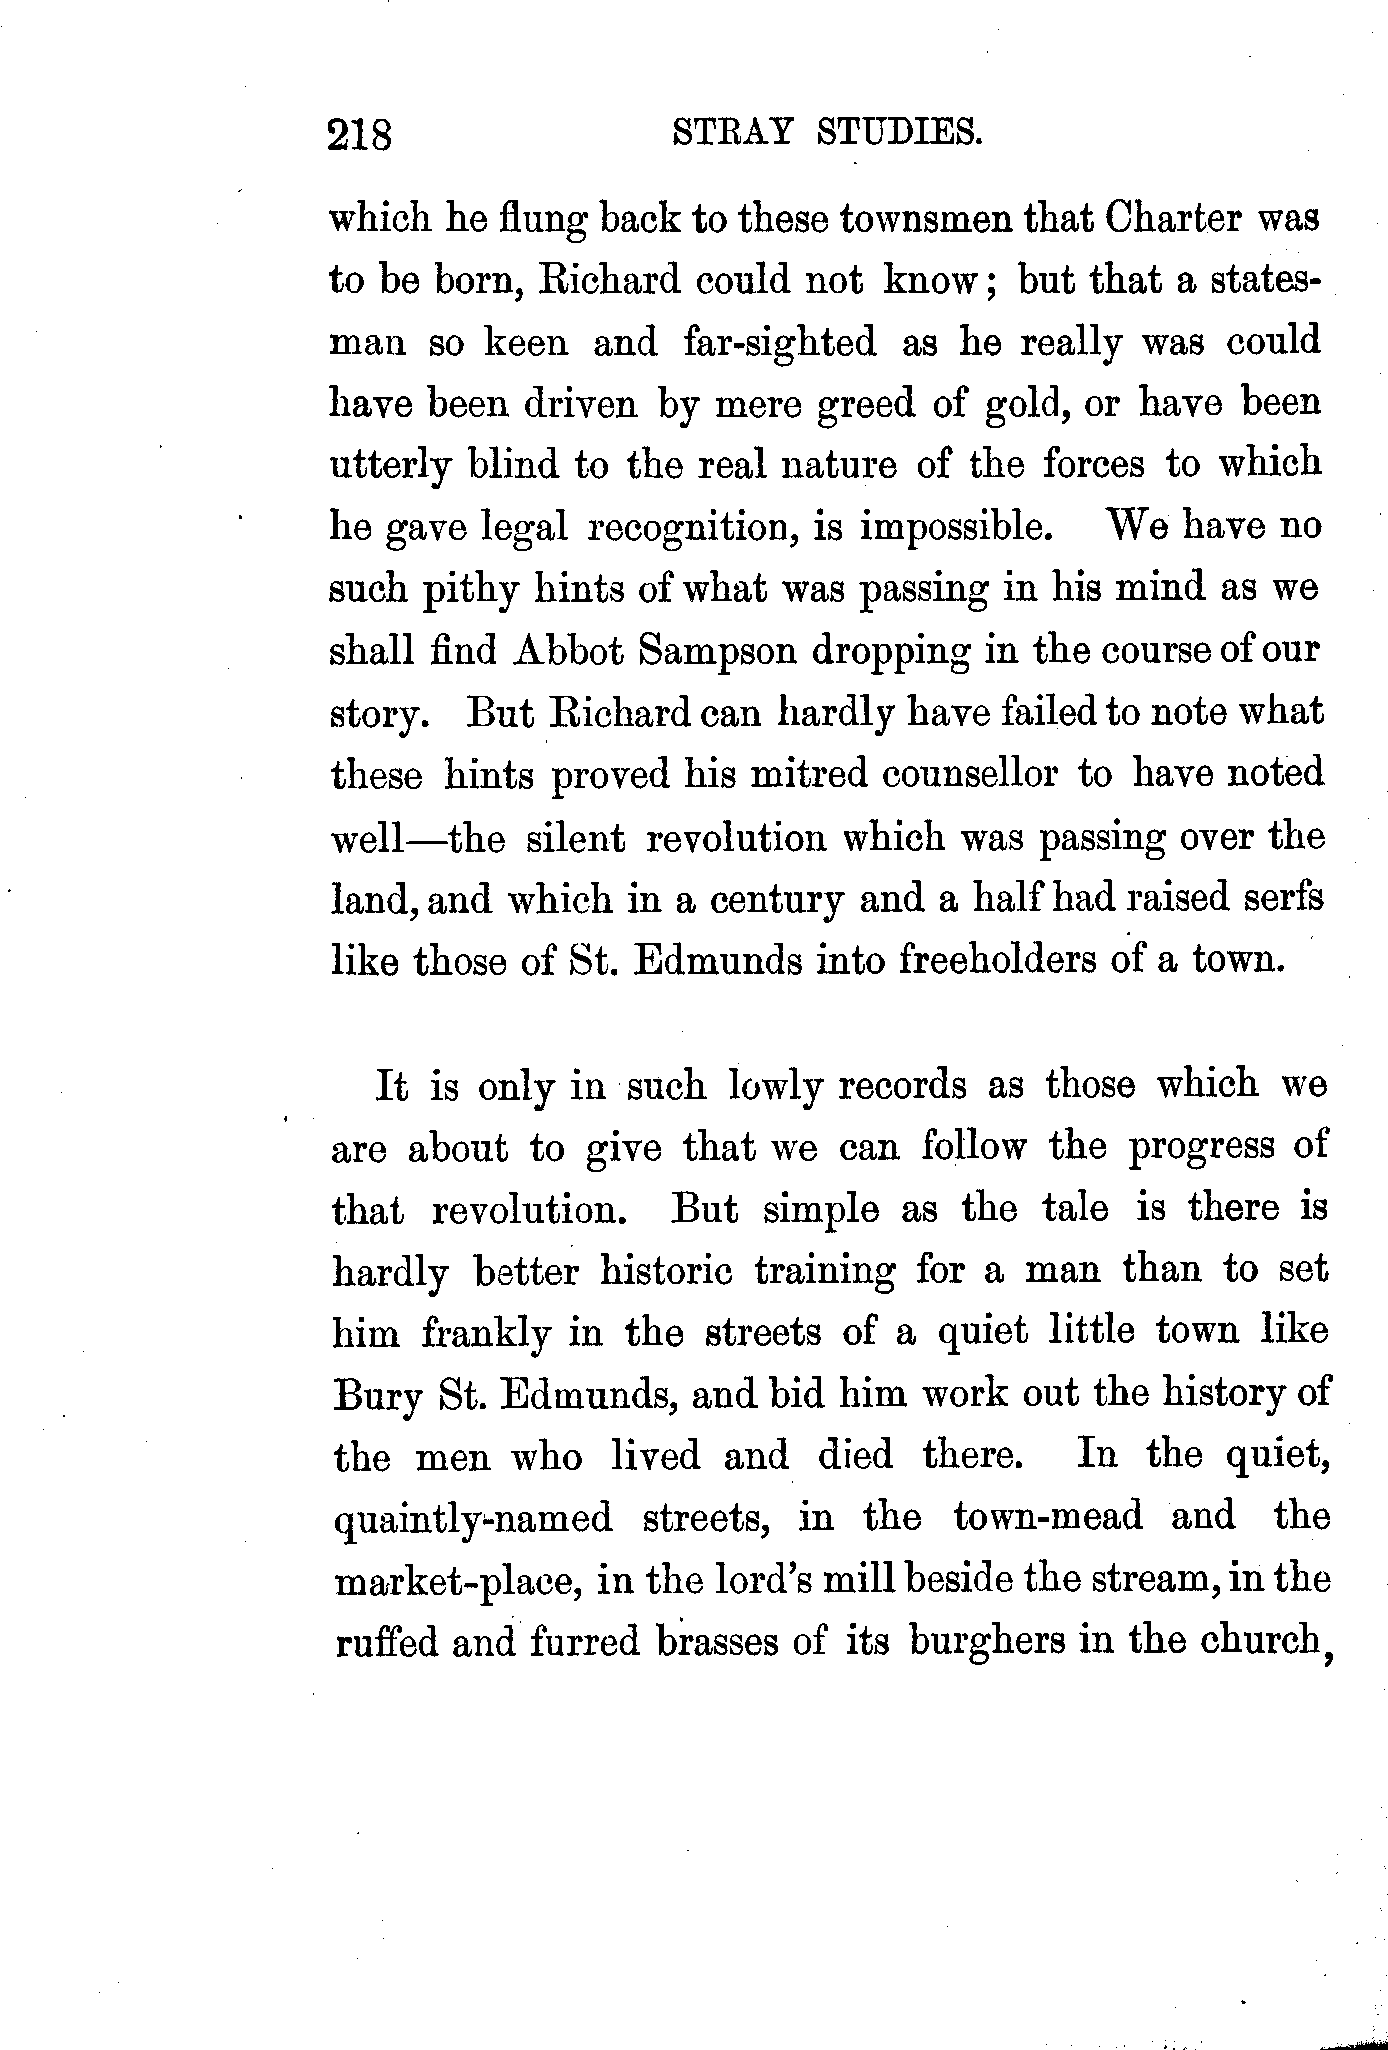 218 STRAY STUDIES.
which he flung back to these townsmen that Charter was
to be born, Richard could not know; but that a states-
man so keen and far-sighted as he really was could
have been driven by mere greed of gold, or have been
utterly blind to the real nature of the forces to which
he gave legal recognition, is impossible. We have no
such pithy hints of what was passing in his mind as we
shall find Abbot Sampson dropping in the course of our
story. But Richard can hardly have failed to note what
these hints proved his mitred counsellor to have noted
well—the silent revolution which was passing over the
land, and which in a century and a half had raised serfs
like those of St. Edmunds into freeholders of a town.
It is only in such lowly records as those which we
are about to give that we can follow the progress of
that revolution. But simple as the tale is there is
hardly better historic training for a man than to set
him frankly in the streets of a quiet little town like
Bury St. Edmunds, and bid him work out the history of
the men who lived and died there. In the quiet,
quaintly-named streets, in the town-mead and the
market-place, in the lord's mill beside the stream, in the
ruffed and furred brasses of its burghers in the church,